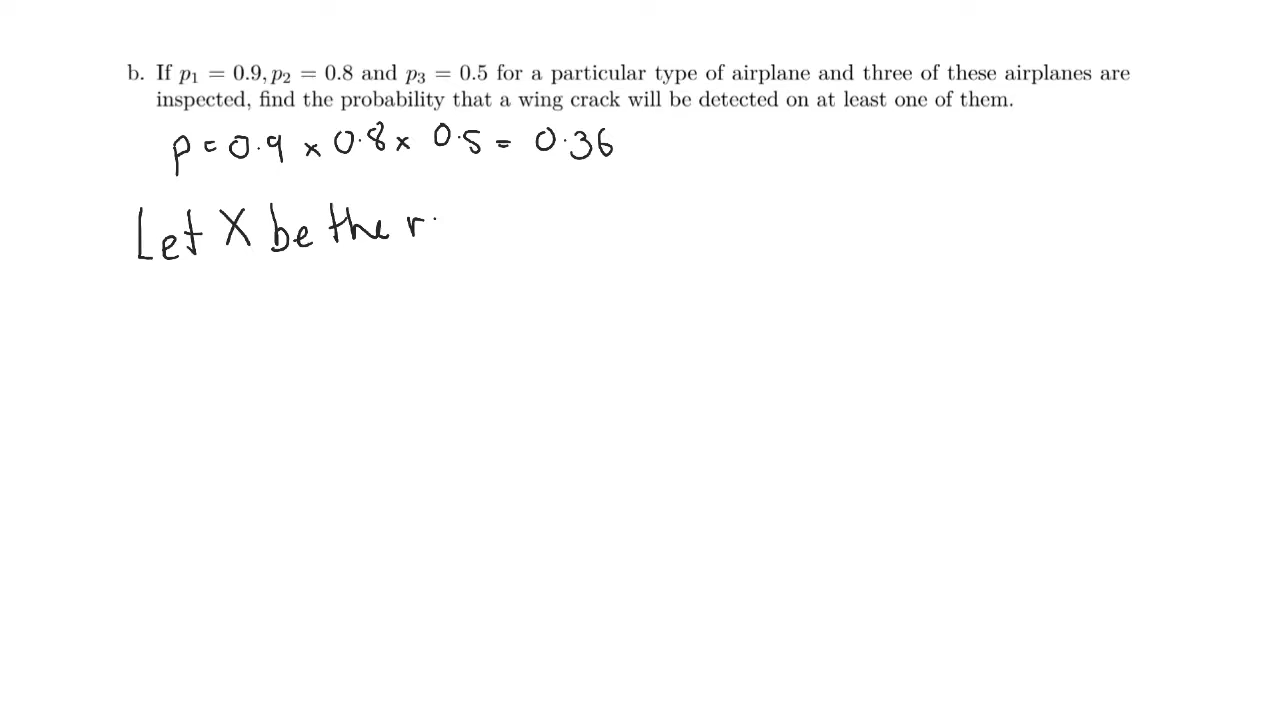 b. If p₁ = 0.9, p₂ = 0.8 and p₃ = 0.5 for a particular type of airplane and three of these airplanes are
inspected, find the probability that a wing crack will be detected on at least one of them.
p = 0.9 × 0.8 × 0.5 = 0.36
Let X be the r.